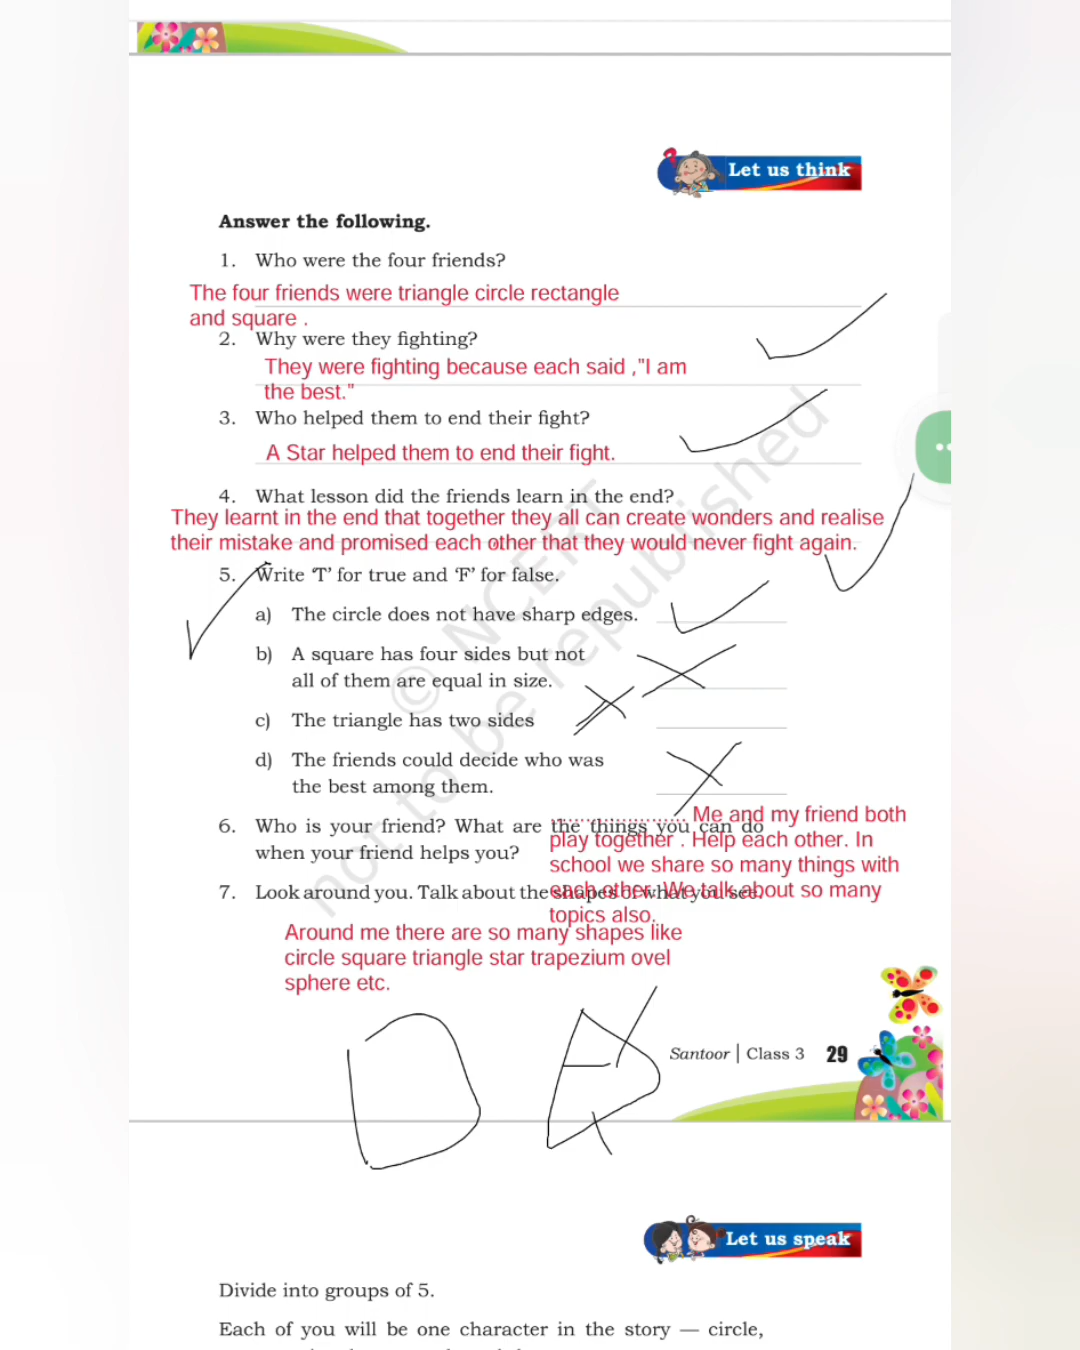 Let us think
Answer the following.
1. Who were the four friends?
The four friends were triangle circle rectangle
and square .
2. Why were they fighting?
They were fighting because each said ,"I am
the best."
3. Who helped them to end their fight?
A Star helped them to end their fight.
4. What lesson did the friends learn in the end?
They learnt in the end that together they all can create wonders and realise
their mistake and promised each other that they would never fight again.
5. Write 'T' for true and 'F' for false.
a) The circle does not have sharp edges.
b) A square has four sides but not
all of them are equal in size.
c) The triangle has two sides
d) The friends could decide who was
the best among them.
6. Who is your friend? What are the things you can do
when your friend helps you?
Me and my friend both
play together . Help each other. In
school we share so many things with
each other. We talk about so many
topics also.
7. Look around you. Talk about the shapes of what you see.
Around me there are so many shapes like
circle square triangle star trapezium ovel
sphere etc.
© NCERT
not to be republished
Santoor | Class 3 29
Let us speak
Divide into groups of 5.
Each of you will be one character in the story — circle,